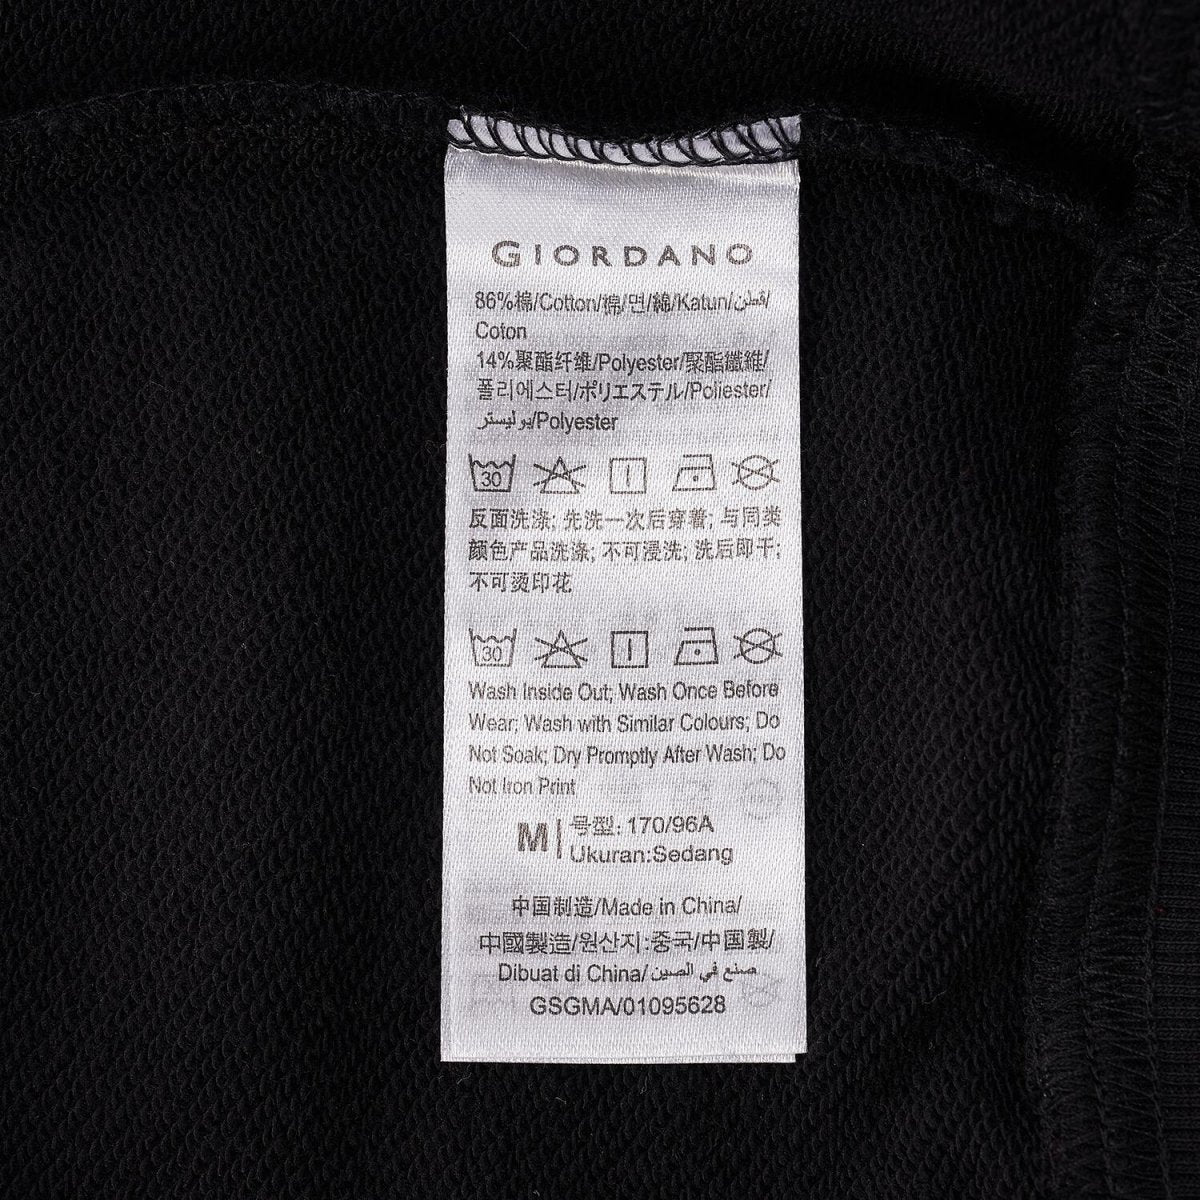 GIORDANO
86%棉/Cotton/棉/면/綿/Katun/قطن/
Coton
14%聚酯纤维/Polyester/聚酯纖維/
폴리에스터/ポリエステル/Poliester/
يوليستر/Polyester
30
反面洗涤; 先洗一次后穿着; 与同类
颜色产品洗涤; 不可浸洗; 洗后即干;
不可烫印花
30
Wash Inside Out; Wash Once Before
Wear; Wash with Similar Colours; Do
Not Soak; Dry Promptly After Wash; Do
Not Iron Print
M
号型: 170/96A
Ukuran:Sedang
中国制造/Made in China/
中國製造/원산지:중국/中国製/
Dibuat di China/صنع في الصين
GSGMA/01095628